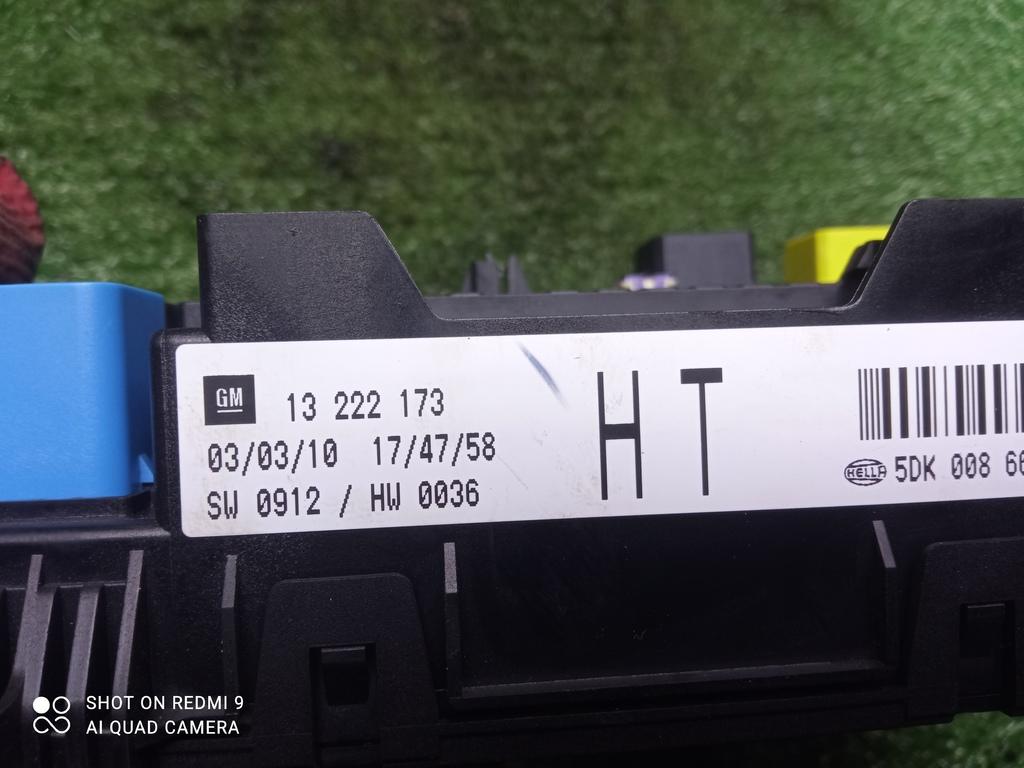 GM 13 222 173
03/03/10 17/47/58
SW 0912 / HW 0036
HT
HELLA 5DK 008 66
SHOT ON REDMI 9
AI QUAD CAMERA